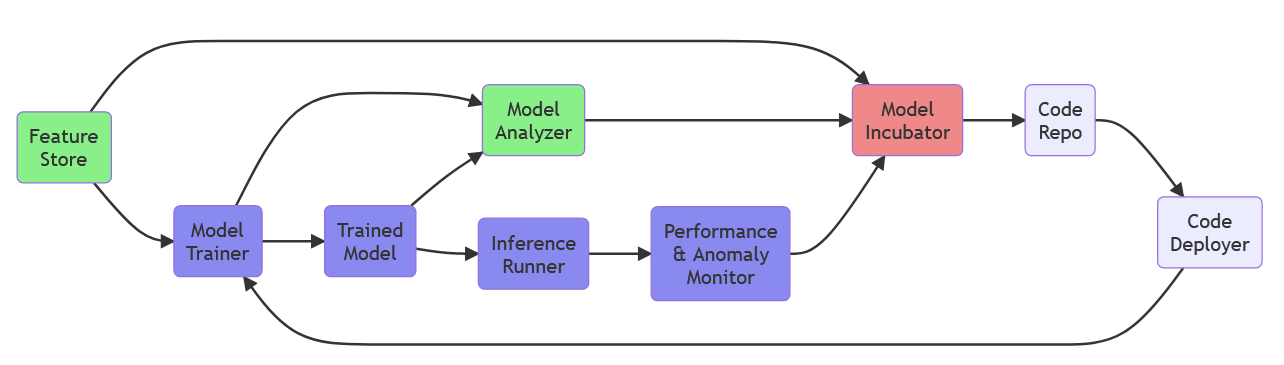 Feature
Store
Model
Trainer
Trained
Model
Model
Analyzer
Inference
Runner
Performance
& Anomaly
Monitor
Model
Incubator
Code
Repo
Code
Deployer